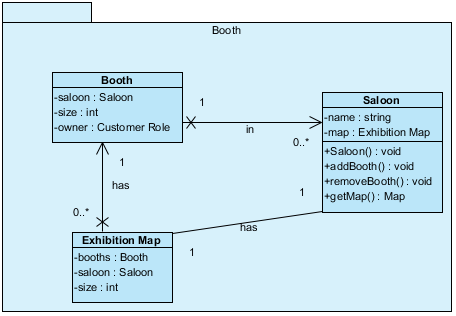 Booth
Booth
-saloon : Saloon
-size : int
-owner : Customer Role
1
in
0..*
Saloon
-name : string
-map : Exhibition Map
+Saloon() : void
+addBooth() : void
+removeBooth() : void
+getMap() : Map
1
has
0..*
1
has
1
Exhibition Map
-booths : Booth
-saloon : Saloon
-size : int